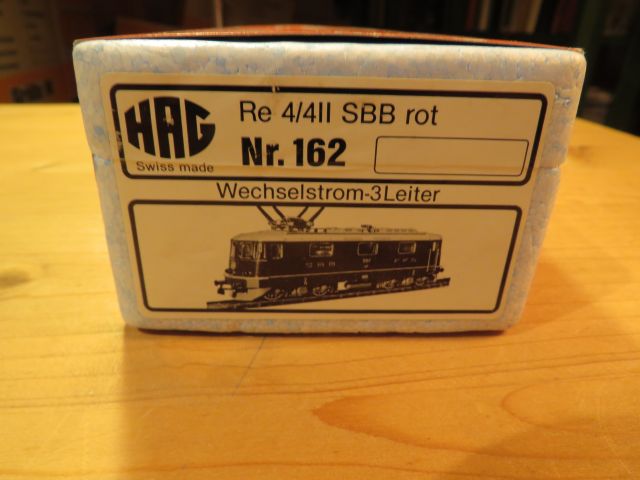 HAG
Swiss made
Re 4/4II SBB rot
Nr. 162
Wechselstrom-3Leiter